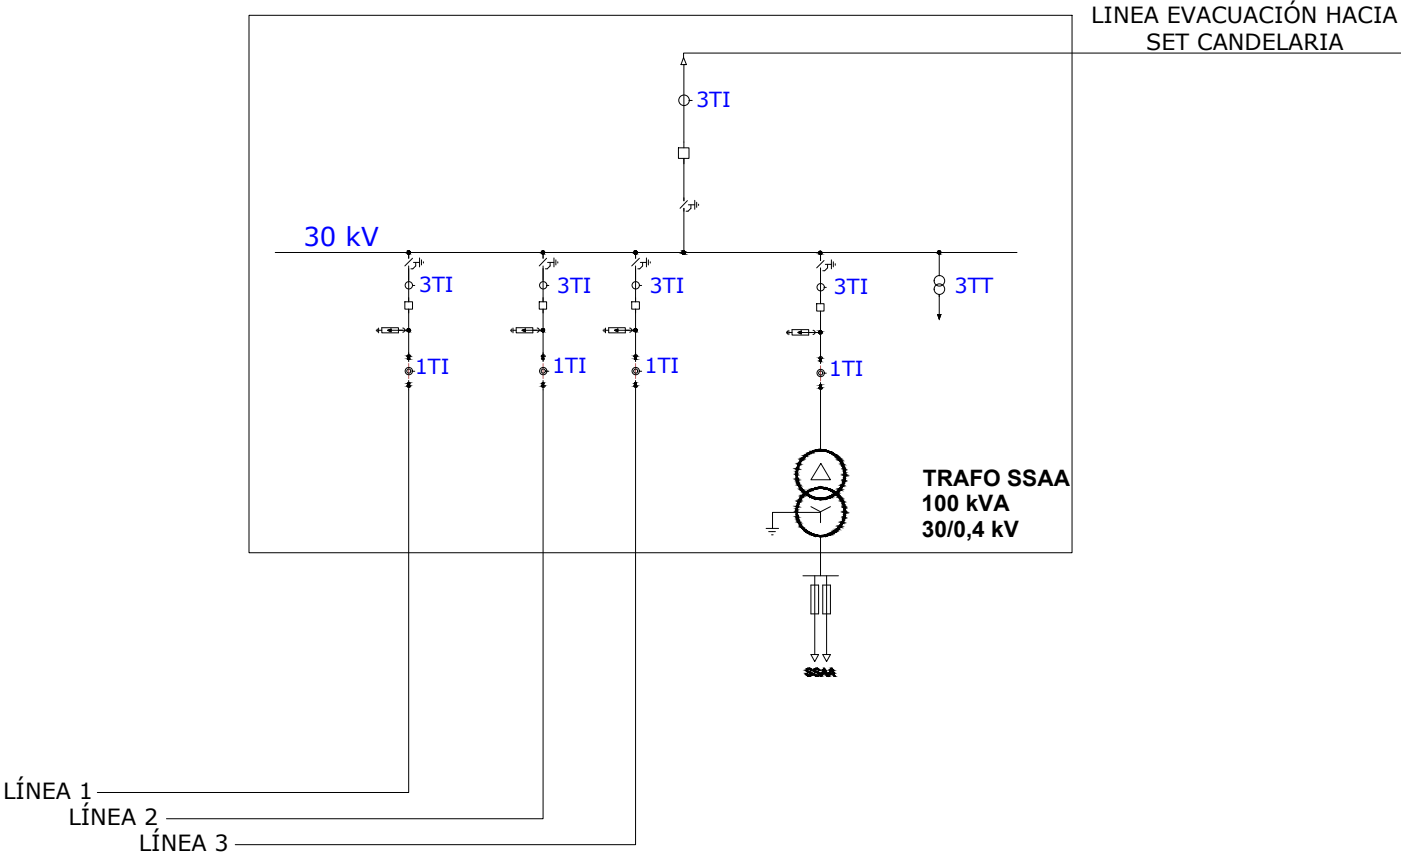 LINEA EVACUACIÓN HACIA
SET CANDELARIA
3TI
30 kV
3TI
3TI
3TI
3TI
3TT
1TI
1TI
1TI
1TI
TRAFO SSAA
100 kVA
30/0,4 kV
SSAA
LÍNEA 1
LÍNEA 2
LÍNEA 3